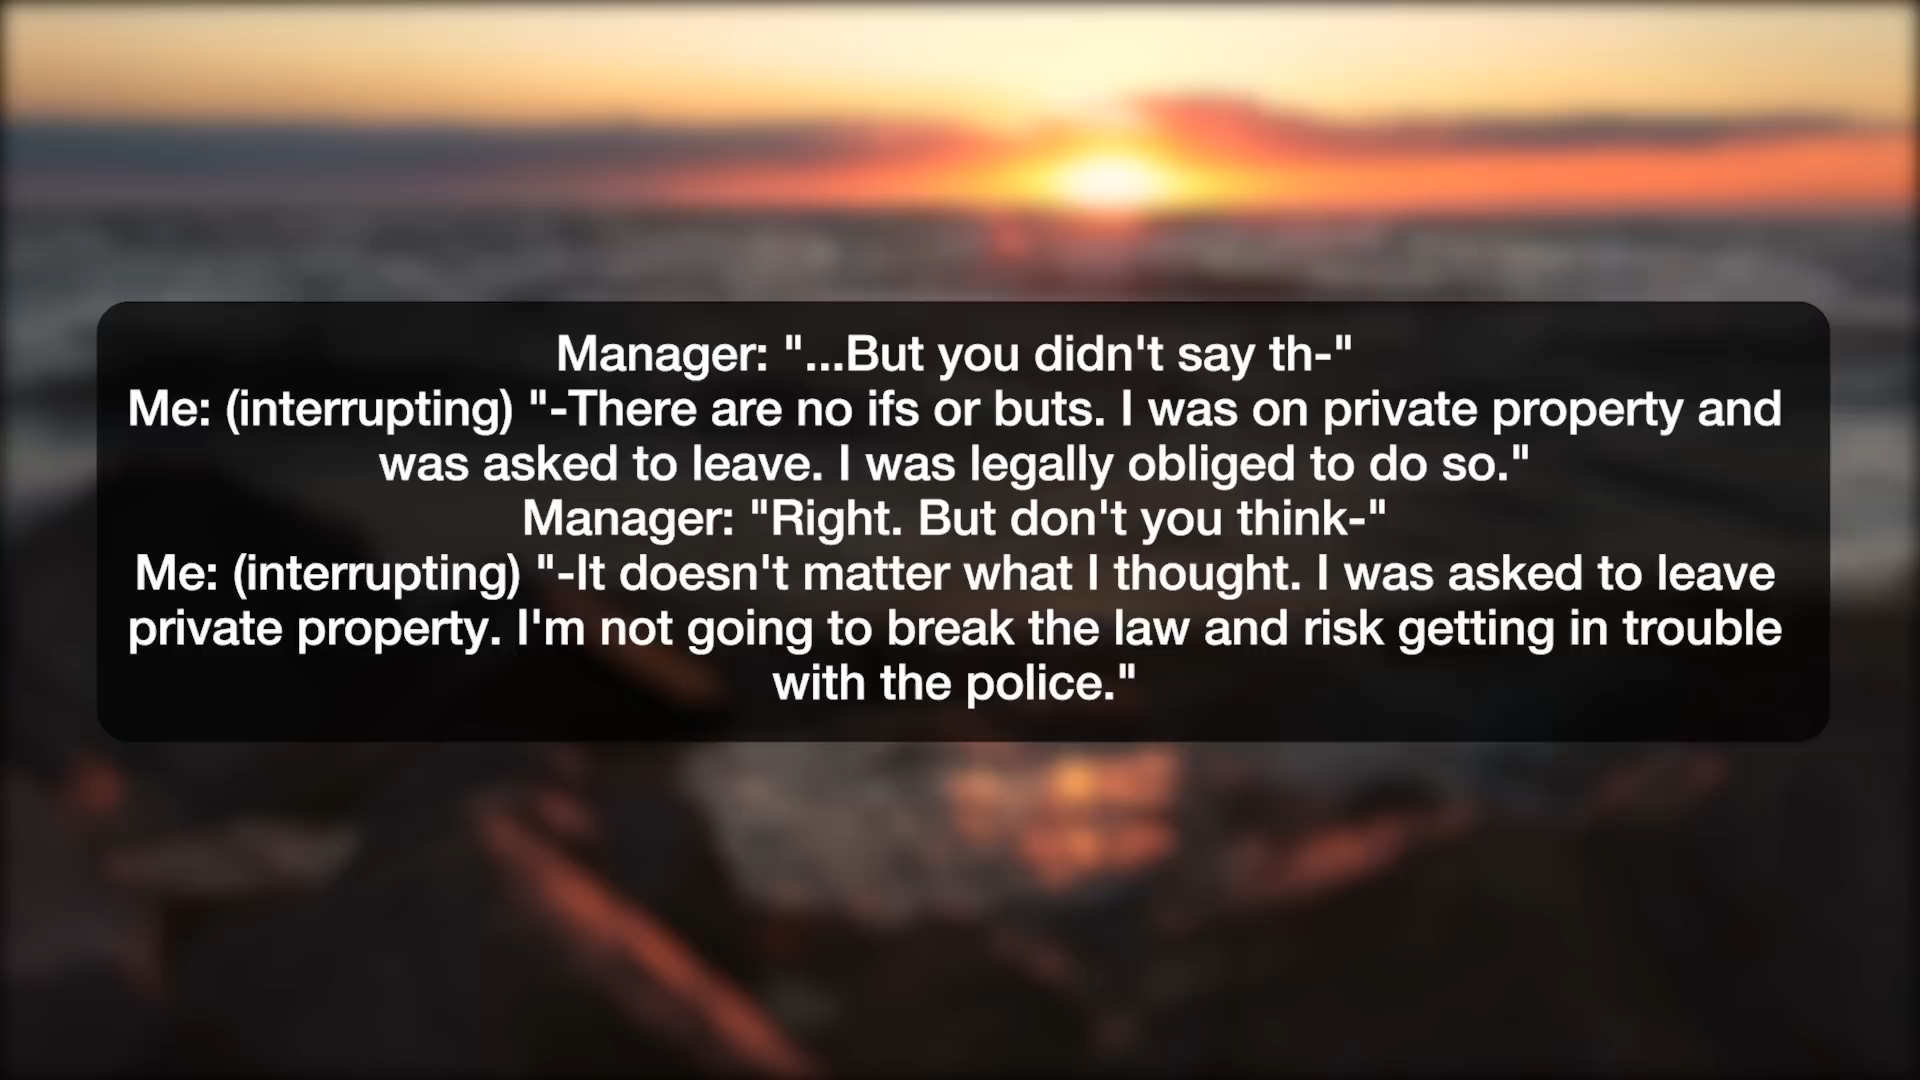 Manager: "...But you didn't say th-"
Me: (interrupting) "-There are no ifs or buts. I was on private property and
was asked to leave. I was legally obliged to do so."
Manager: "Right. But don't you think-"
Me: (interrupting) "-It doesn't matter what I thought. I was asked to leave
private property. I'm not going to break the law and risk getting in trouble
with the police."